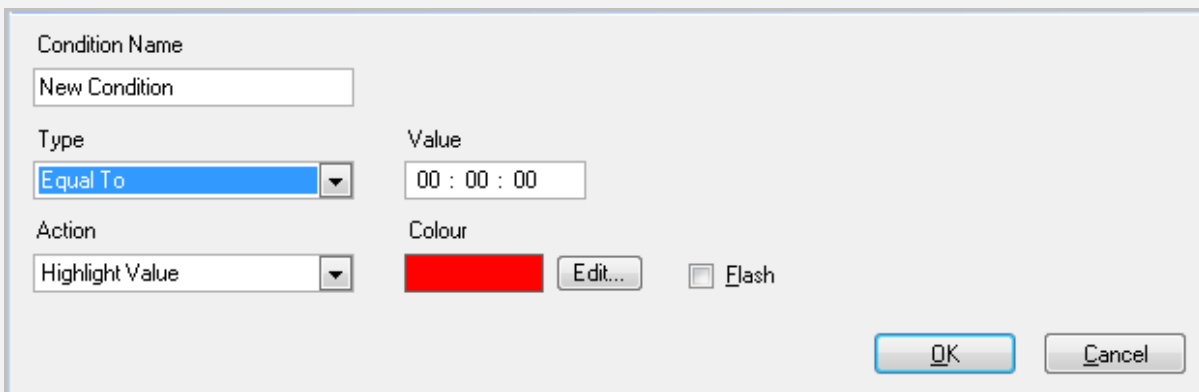 Condition Name
New Condition
Type Value
Equal To 00 : 00 : 00
Action Colour
Highlight Value Edit... Flash
OK Cancel